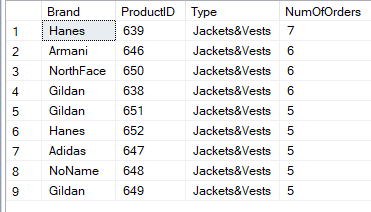 Brand ProductID Type NumOfOrders
1 Hanes 639 Jackets&Vests 7
2 Armani 646 Jackets&Vests 6
3 NorthFace 650 Jackets&Vests 6
4 Gildan 638 Jackets&Vests 6
5 Gildan 651 Jackets&Vests 5
6 Hanes 652 Jackets&Vests 5
7 Adidas 647 Jackets&Vests 5
8 NoName 648 Jackets&Vests 5
9 Gildan 649 Jackets&Vests 5